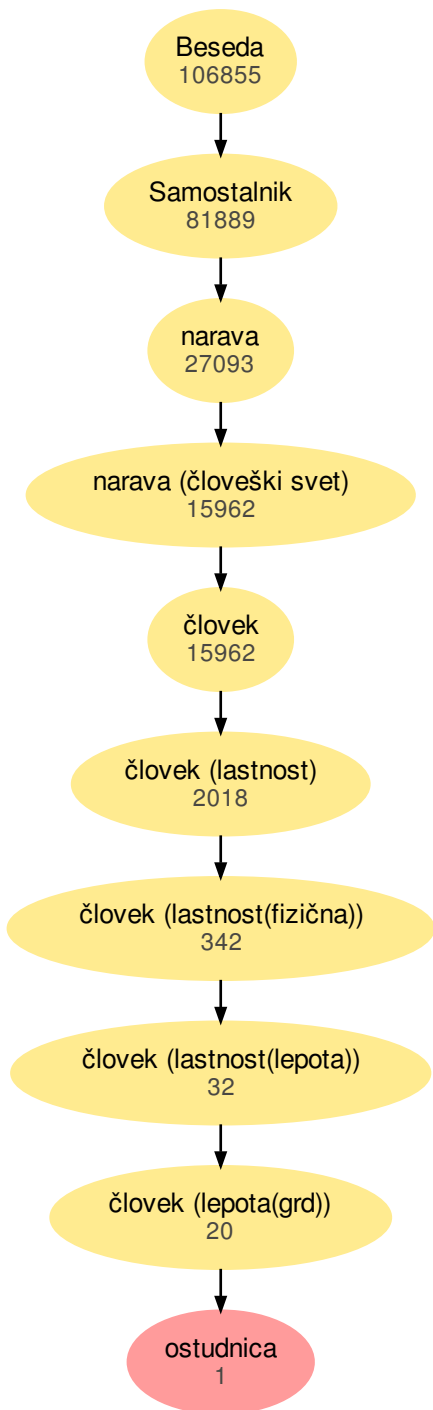 Beseda
106855
Samostalnik
81889
narava
27093
narava (človeški svet)
15962
človek
15962
človek (lastnost)
2018
človek (lastnost(fizična))
342
človek (lastnost(lepota))
32
človek (lepota(grd))
20
ostudnica
1